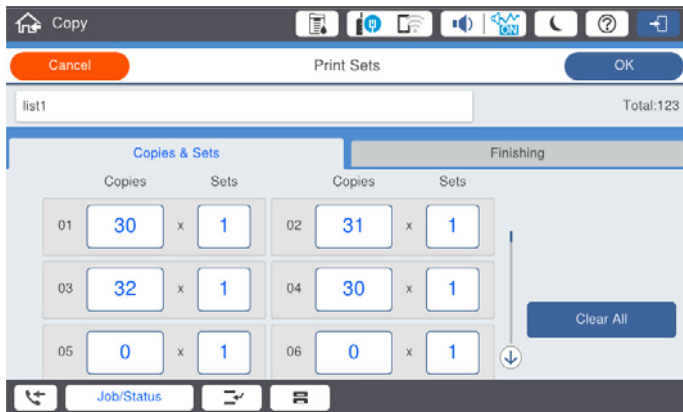 Copy
ON
Cancel Print Sets OK
list1 Total:123
Copies & Sets Finishing
Copies Sets Copies Sets
01 30 x 1 02 31 x 1
03 32 x 1 04 30 x 1
Clear All
05 0 x 1 06 0 x 1
Job/Status